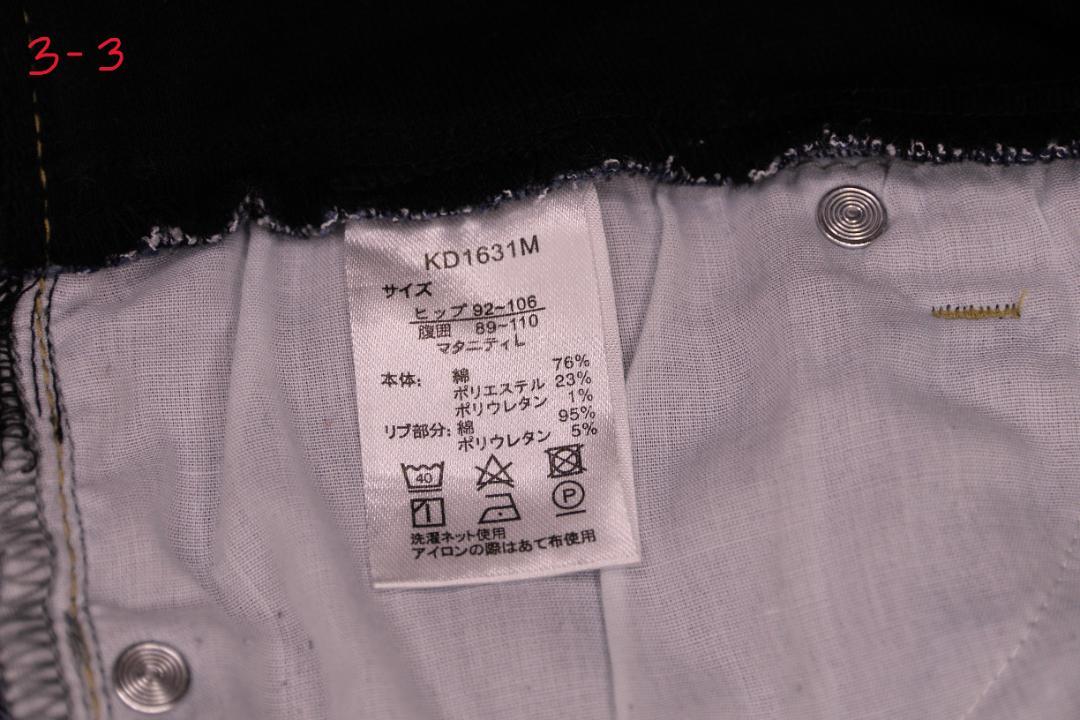 3-3
KD1631M
サイズ
ヒップ 92~106
腹囲 89~110
マタニティL
本体: 綿 76%
ポリエステル 23%
ポリウレタン 1%
リブ部分: 綿 95%
ポリウレタン 5%
40
P
洗濯ネット使用
アイロンの際はあて布使用